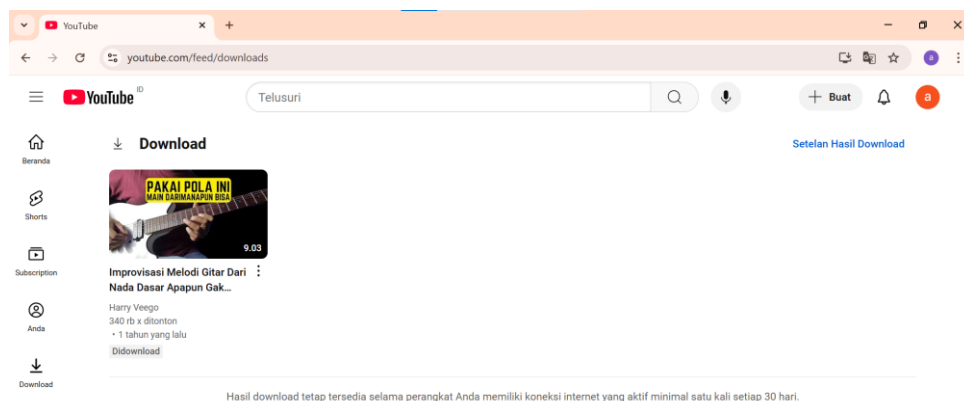 YouTube
youtube.com/feed/downloads
a
YouTube ID
Telusuri
Buat
a
Beranda
Shorts
Subscription
Anda
Download
Download
Setelan Hasil Download
PAKAI POLA INI
MAIN DARIMANAPUN BISA
9.03
Improvisasi Melodi Gitar Dari
Nada Dasar Apapun Gak...
Harry Veego
340 rb x ditonton
• 1 tahun yang lalu
Didownload
Hasil download tetap tersedia selama perangkat Anda memiliki koneksi internet yang aktif minimal satu kali setiap 30 hari.